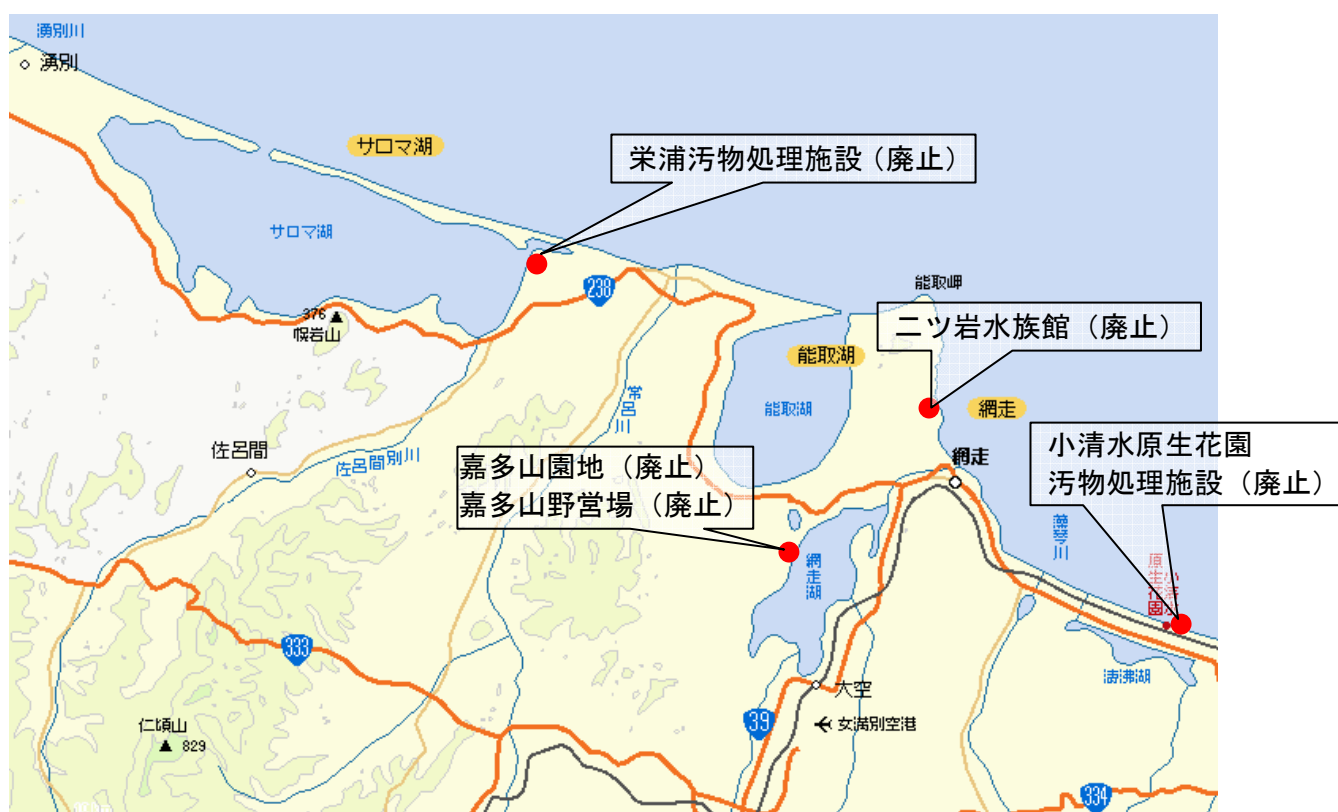 湧別川
湧別
サロマ湖
栄浦汚物処理施設(廃止)
サロマ湖
238
能取岬
376
幌岩山
二ツ岩水族館(廃止)
能取湖
能取湖
網走
常呂川
佐呂間
佐呂間別川
嘉多山園地(廃止)
嘉多山野営場(廃止)
網走
小清水原生花園
汚物処理施設(廃止)
藻琴川
網走湖
原生花園
333
濤沸湖
大空
39
女満別空港
仁頃山
829
334